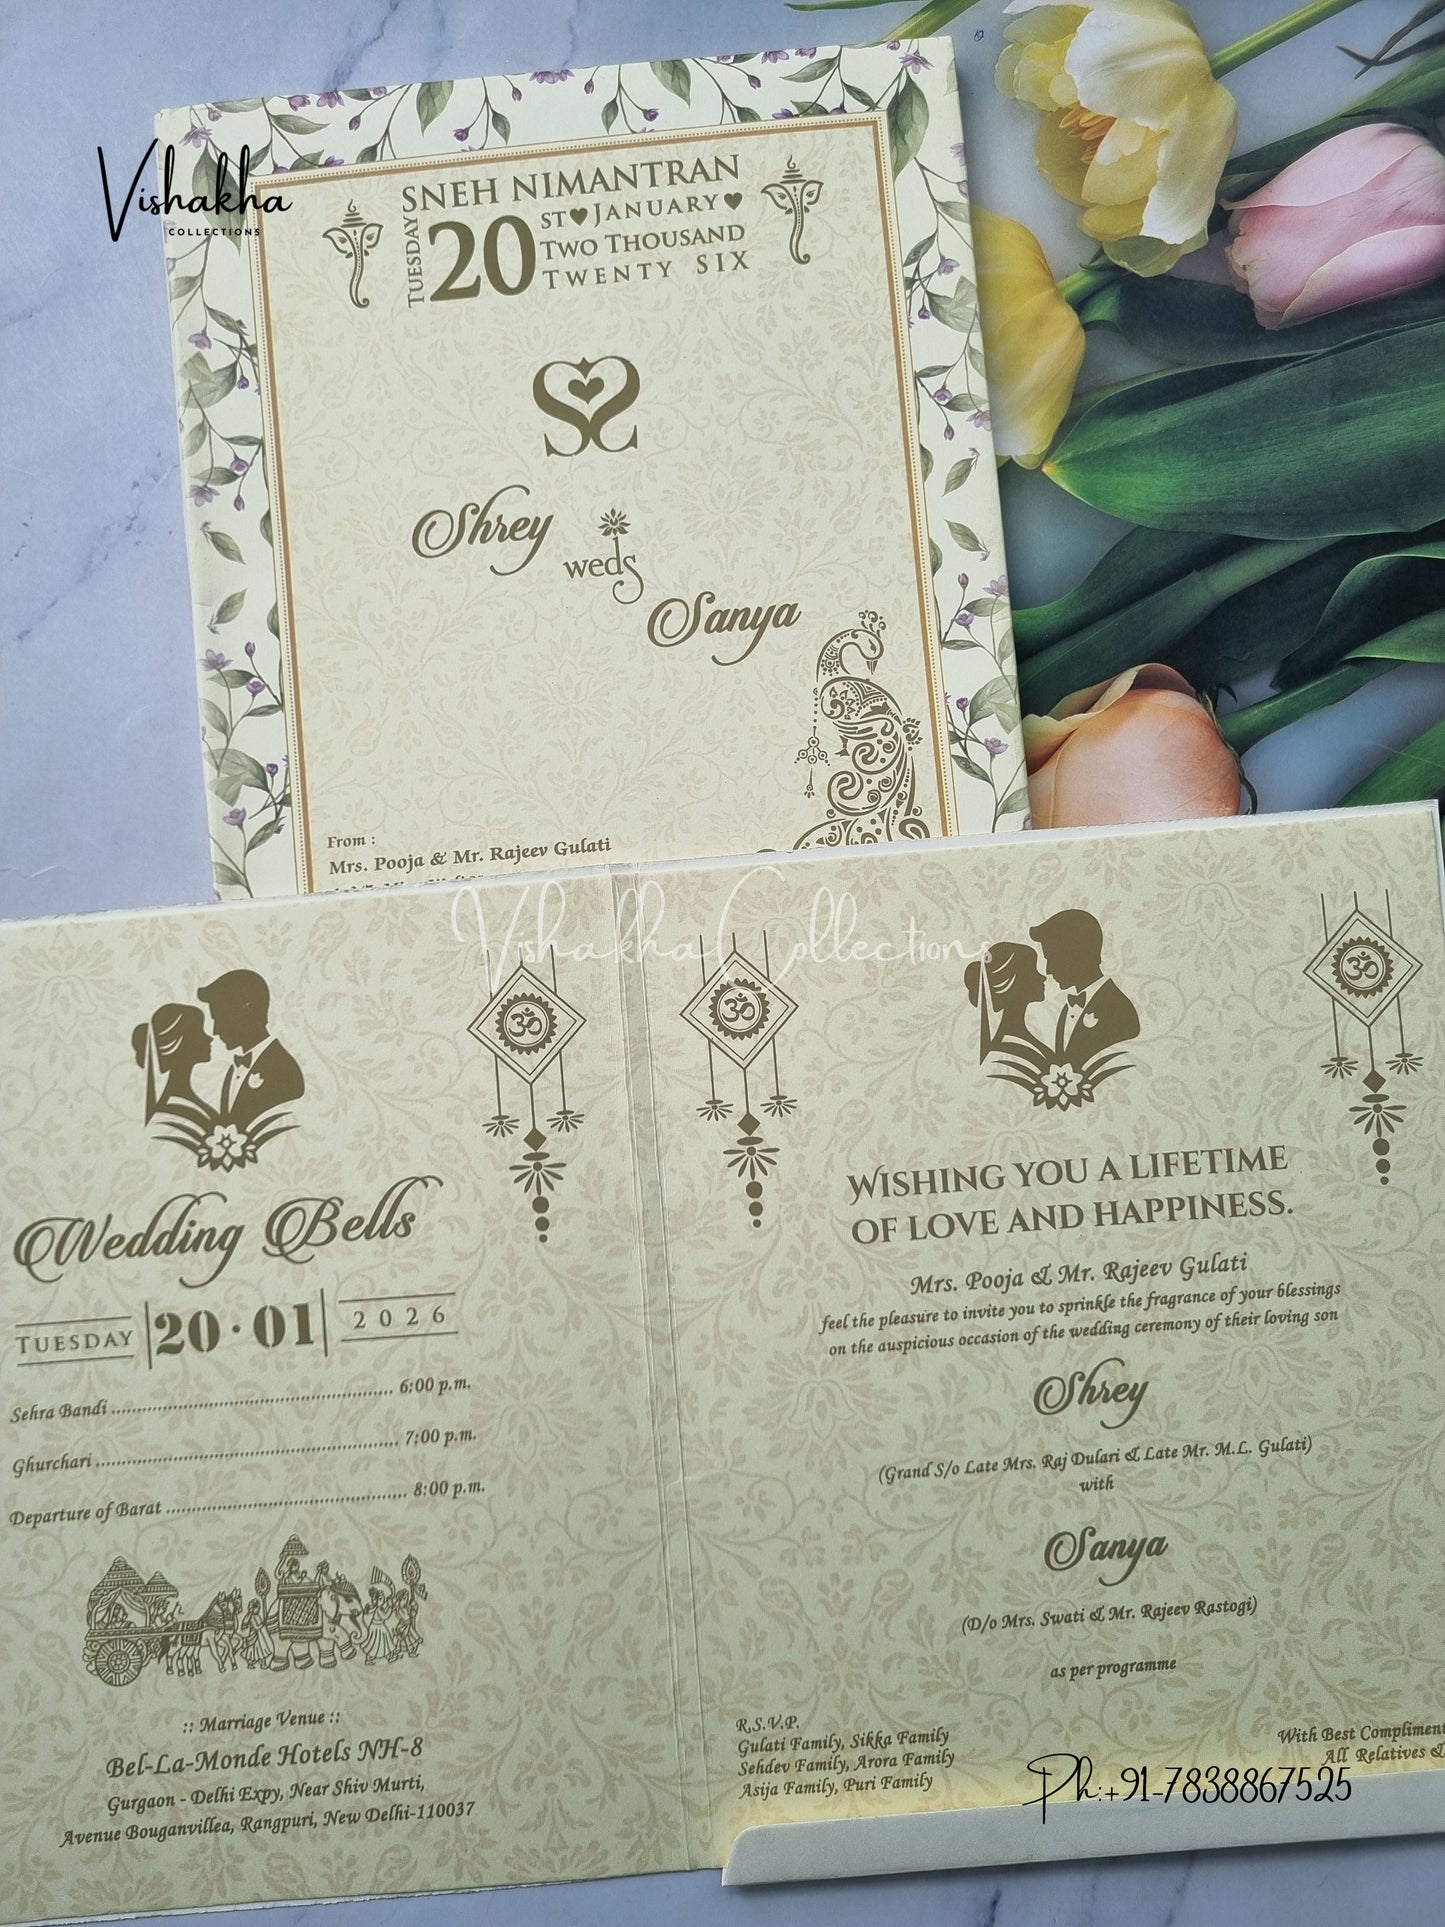 Vishakha
COLLECTIONS
SNEH NIMANTRAN
TUESDAY
20
ST JANUARY
TWO THOUSAND
TWENTY SIX
SS
Shrey
weds
Sanya
From :
Mrs. Pooja & Mr. Rajeev Gulati
Vishakha Collections
ॐ
ॐ
ॐ
Wedding Bells
TUESDAY 20·01 2026
Sehra Bandi ........................................................ 6:00 p.m.
Ghurchari ............................................................ 7:00 p.m.
Departure of Barat ................................................ 8:00 p.m.
:: Marriage Venue ::
Bel-La-Monde Hotels NH-8
Gurgaon - Delhi Expy, Near Shiv Murti,
Avenue Bouganvillea, Rangpuri, New Delhi-110037
WISHING YOU A LIFETIME
OF LOVE AND HAPPINESS.
Mrs. Pooja & Mr. Rajeev Gulati
feel the pleasure to invite you to sprinkle the fragrance of your blessings
on the auspicious occasion of the wedding ceremony of their loving son
Shrey
(Grand S/o Late Mrs. Raj Dulari & Late Mr. M.L. Gulati)
with
Sanya
(D/o Mrs. Swati & Mr. Rajeev Rastogi)
as per programme
R.S.V.P.
Gulati Family, Sikka Family
Sehdev Family, Arora Family
Asija Family, Puri Family
With Best Compliment
All Relatives &
Ph:+91-7838867525